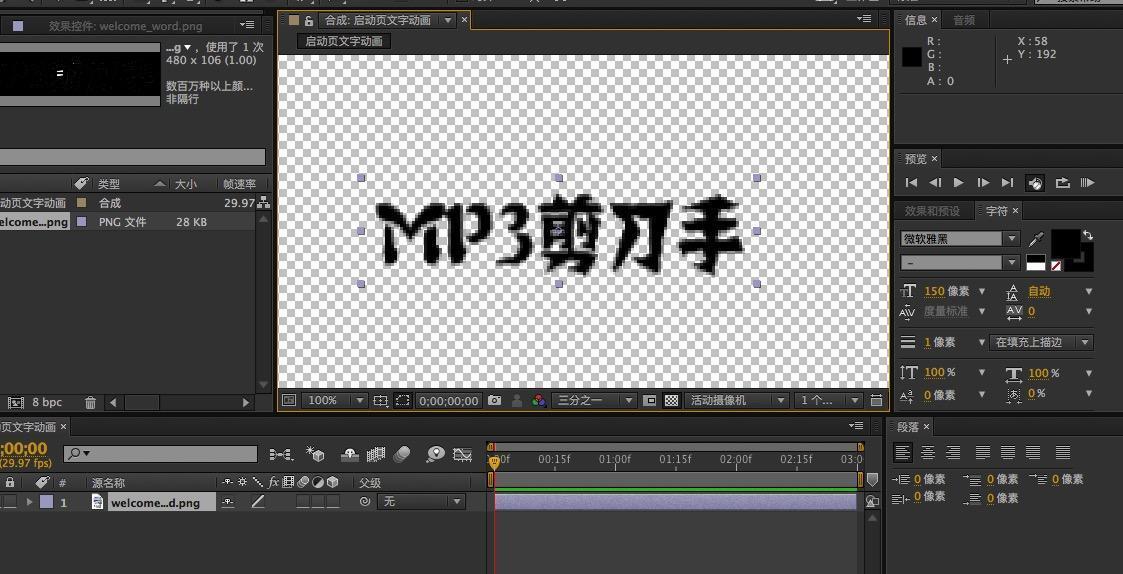 效果控件: welcome_word.png
...g▼，使用了 1 次
480 x 106 (1.00)
数百万种以上颜...
非隔行
类型 大小 帧速率
动页文字动画 合成 29.97
elcome...png PNG 文件 28 KB
8 bpc
合成: 启动页文字动画
启动页文字动画
MP3剪刀手
100% 0;00;00;00 三分之一 活动摄像机 1 个...
信息 音频
R :
G :
B :
A : 0
X : 58
Y : 192
预览
效果和预设 字符
微软雅黑
-
150 像素 自动
度量标准 0
1 像素 在填充上描边
100 % 100 %
0 像素 0 %
页文字动画
;00;00
(29.97 fps)
# 源名称 父级
1 welcome...d.png 无
00f 00:15f 01:00f 01:15f 02:00f 02:15f 03:0
段落
0 像素 0 像素 0 像素
0 像素 0 像素